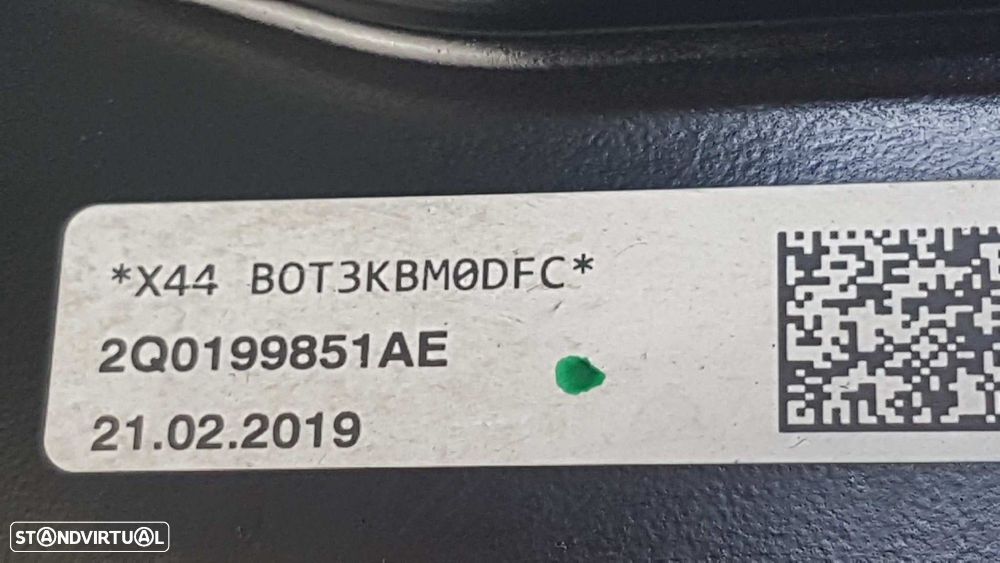 *X44 BOT3KBM0DFC*
2Q0199851AE
21.02.2019
STANDVIRTUAL